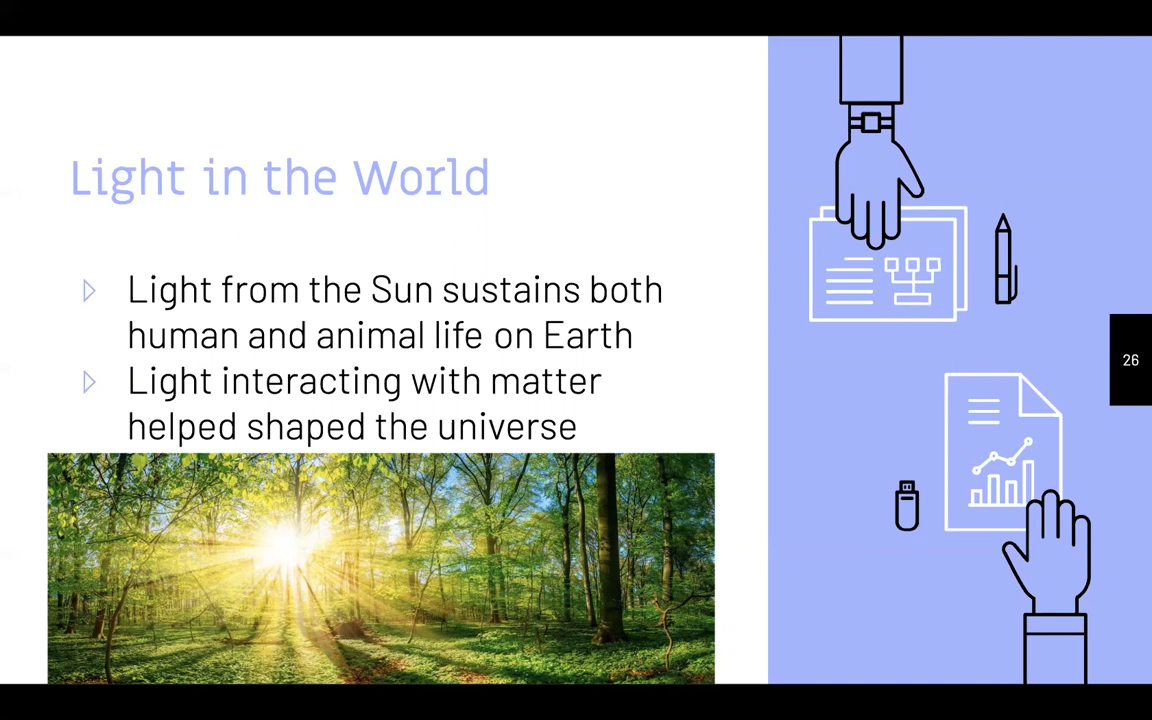 Light in the World
Light from the Sun sustains both
human and animal life on Earth
Light interacting with matter
helped shaped the universe
26